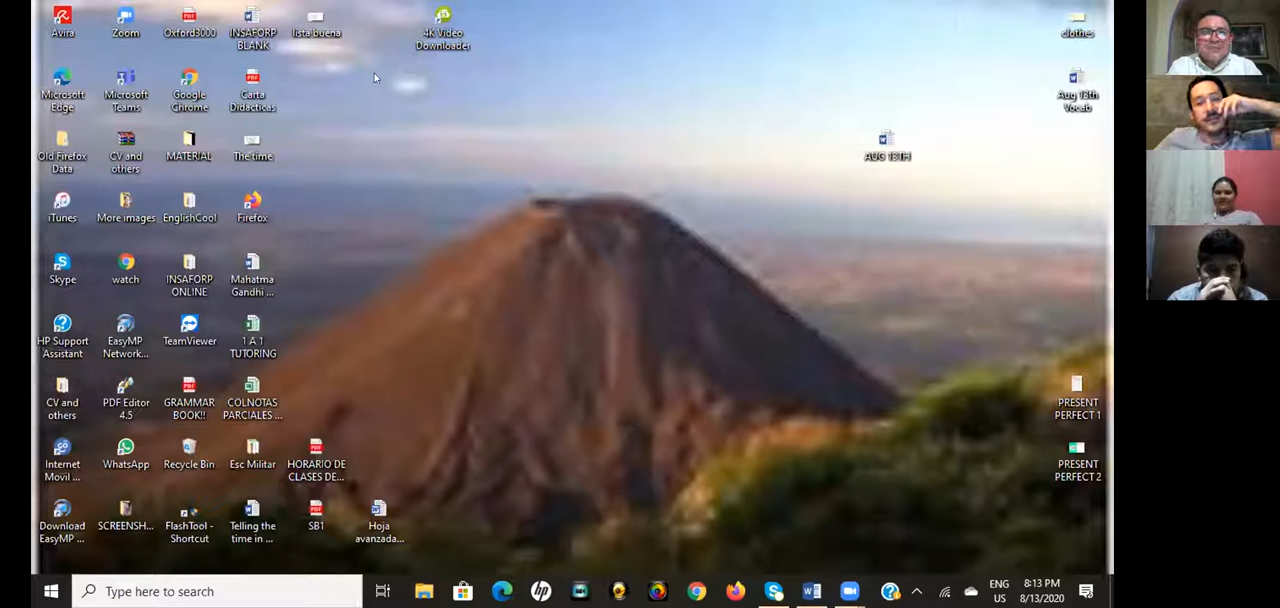 Avira
Zoom
Oxford3000
INSAFORP
BLANK
lista buena
4K Video
Downloader
clothes
Microsoft
Edge
Microsoft
Teams
Google
Chrome
Carta
Didacticas
Aug 13th
Vocab
Old Firefox
Data
CV and
others
MATERIAL
The time
AUG 13TH
iTunes
More images
EnglishCool
Firefox
Skype
watch
INSAFORP
ONLINE
Mahatma
Gandhi ...
HP Support
Assistant
EasyMP
Network...
TeamViewer
1 A 1
TUTORING
CV and
others
PDF Editor
4.5
GRAMMAR
BOOK!!
COLNOTAS
PARCIALES ...
PRESENT
PERFECT 1
Internet
Movil ...
WhatsApp
Recycle Bin
Esc Militar
HORARIO DE
CLASES DE...
PRESENT
PERFECT 2
Download
EasyMP ...
SCREENSH...
FlashTool -
Shortcut
Telling the
time in ...
SB1
Hoja
avanzada...
Type here to search
ENG
US
8:13 PM
8/13/2020